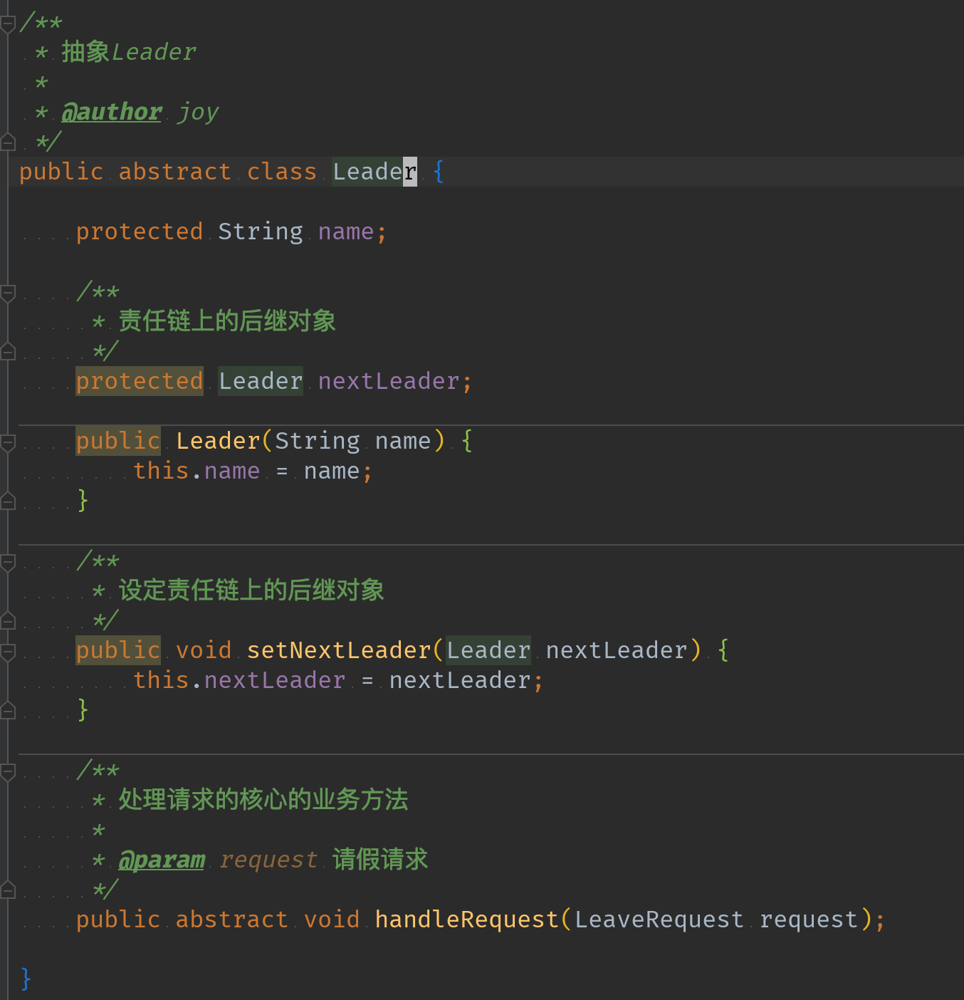 /**
 * 抽象Leader
 *
 * @author joy
 */
public abstract class Leader {
    protected String name;
    /**
     * 责任链上的后继对象
     */
    protected Leader nextLeader;
    public Leader(String name) {
        this.name = name;
    }
    /**
     * 设定责任链上的后继对象
     */
    public void setNextLeader(Leader nextLeader) {
        this.nextLeader = nextLeader;
    }
    /**
     * 处理请求的核心的业务方法
     *
     * @param request 请假请求
     */
    public abstract void handleRequest(LeaveRequest request);
}